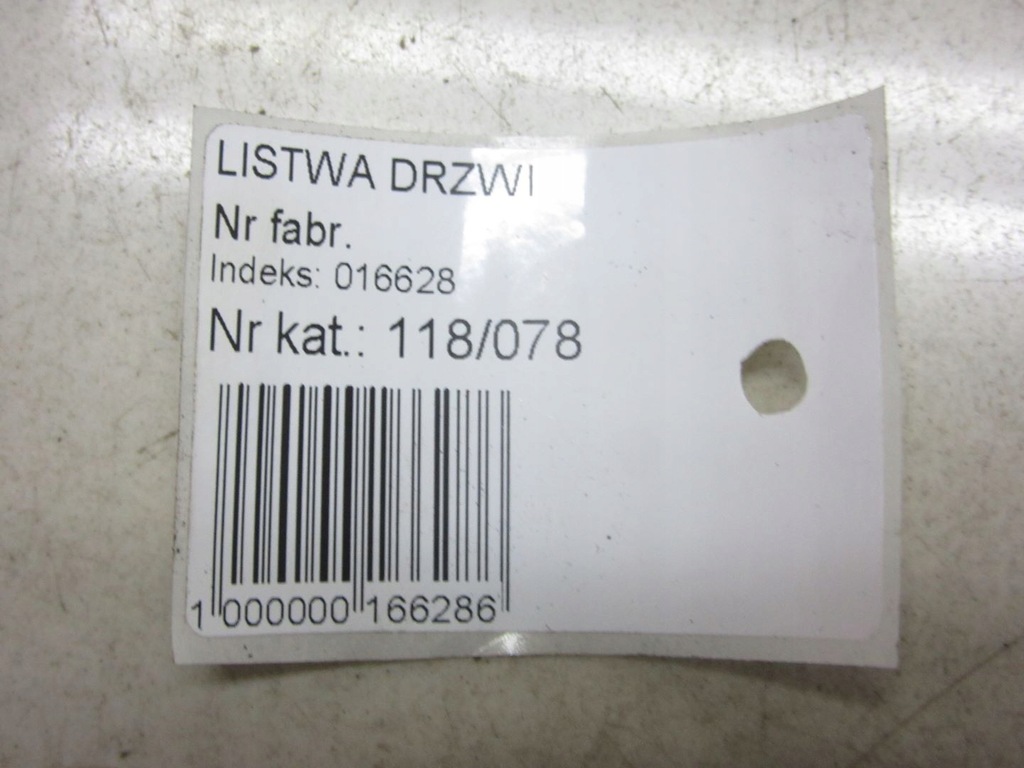 LISTWA DRZWI
Nr fabr.
Indeks: 016628
Nr kat.: 118/078
1 000000 166286